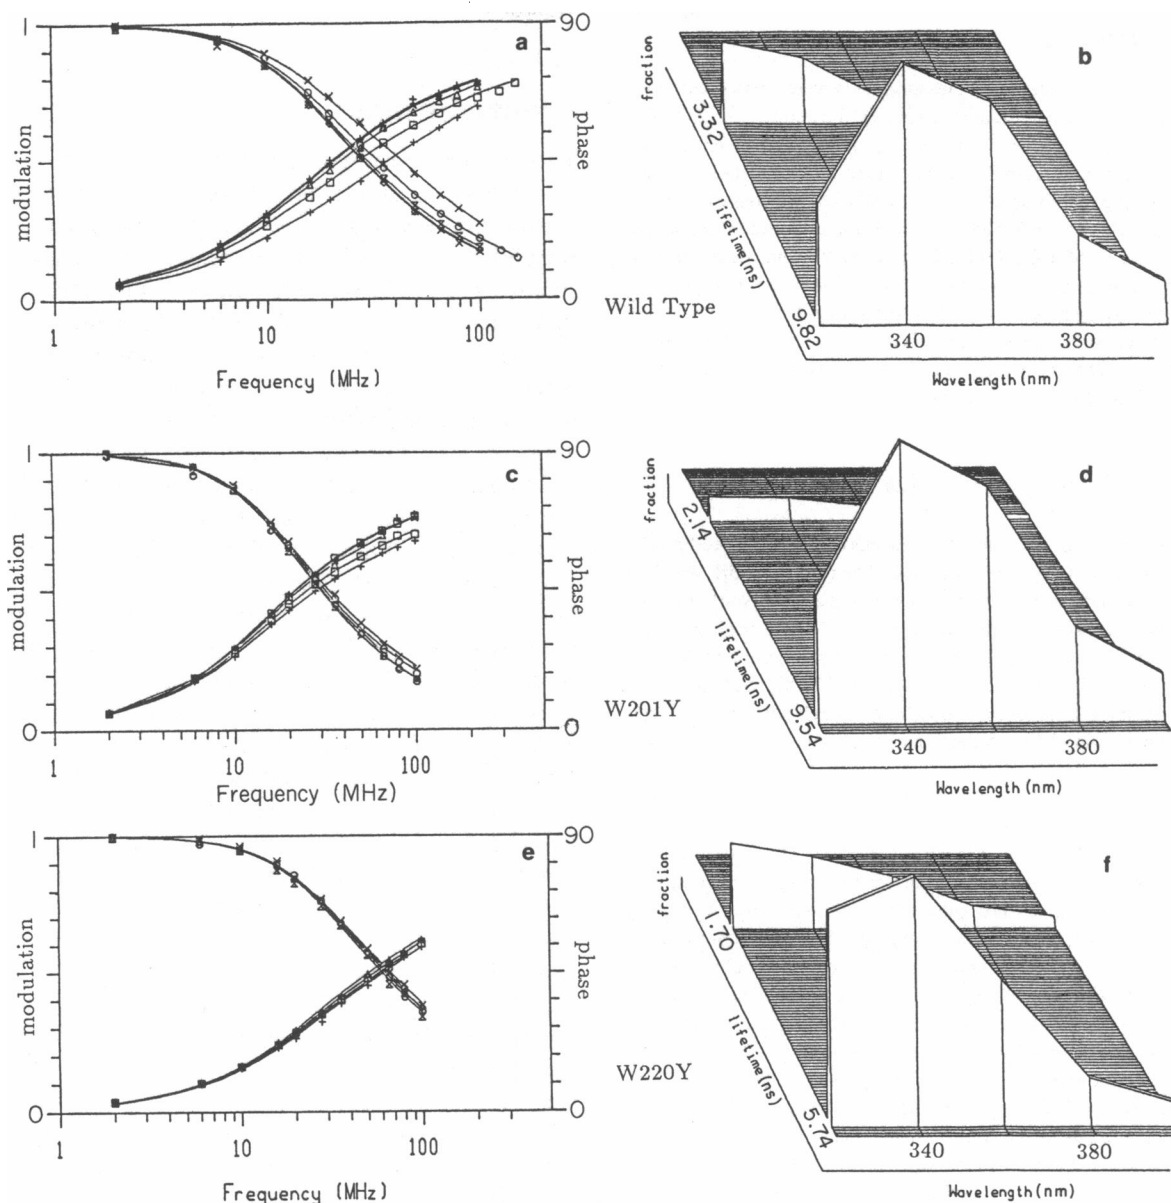 a
1
90
modulation
phase
0
0
1
10
100
Frequency (MHz)
b
fraction
3.32
lifetime(ns)
9.82
340
380
Wavelength(nm)
Wild Type
c
1
90
modulation
phase
0
0
1
10
100
Frequency (MHz)
d
fraction
2.14
lifetime(ns)
9.54
340
380
Wavelength(nm)
W201Y
e
1
90
modulation
phase
0
0
1
10
100
Frequency (MHz)
f
fraction
1.70
lifetime(ns)
5.74
340
380
Wavelength(nm)
W220Y